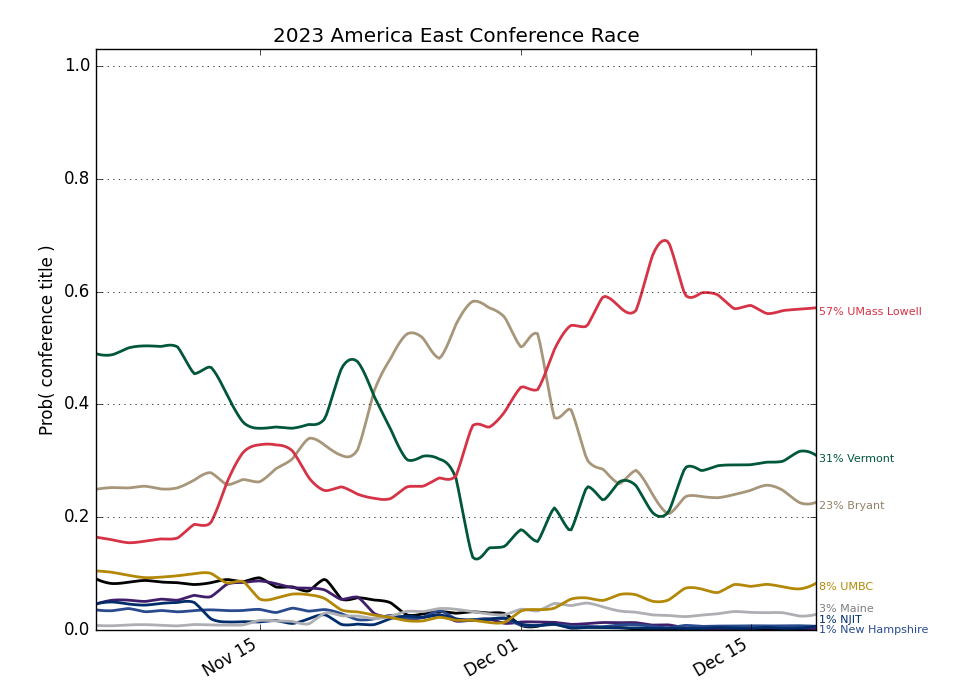 2023 America East Conference Race
Prob( conference title )
1.0
0.8
0.6
0.4
0.2
0.0
Nov 15
Dec 01
Dec 15
57% UMass Lowell
31% Vermont
23% Bryant
8% UMBC
3% Maine
1% NJIT
1% New Hampshire